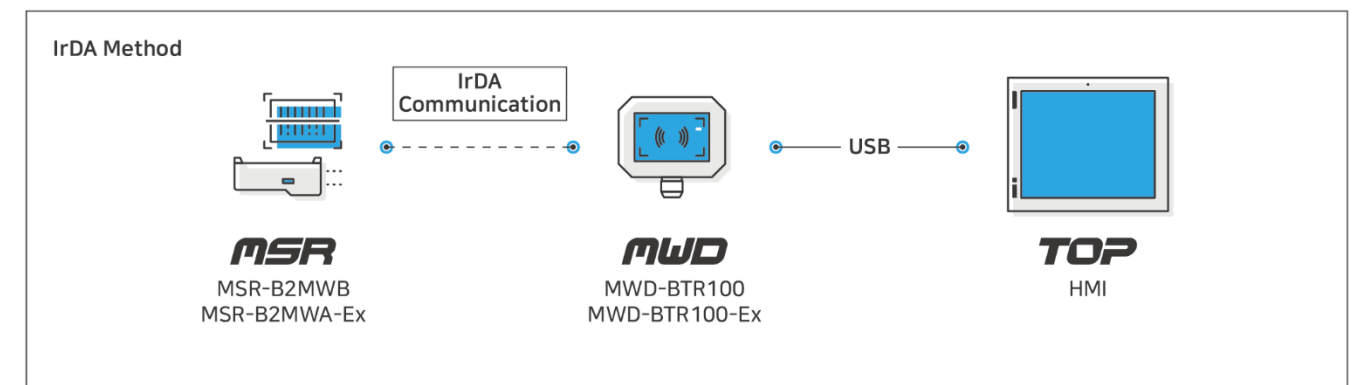 IrDA Method
IrDA
Communication
USB
MSR
MSR-B2MWB
MSR-B2MWA-Ex
MWD
MWD-BTR100
MWD-BTR100-Ex
TOP
HMI